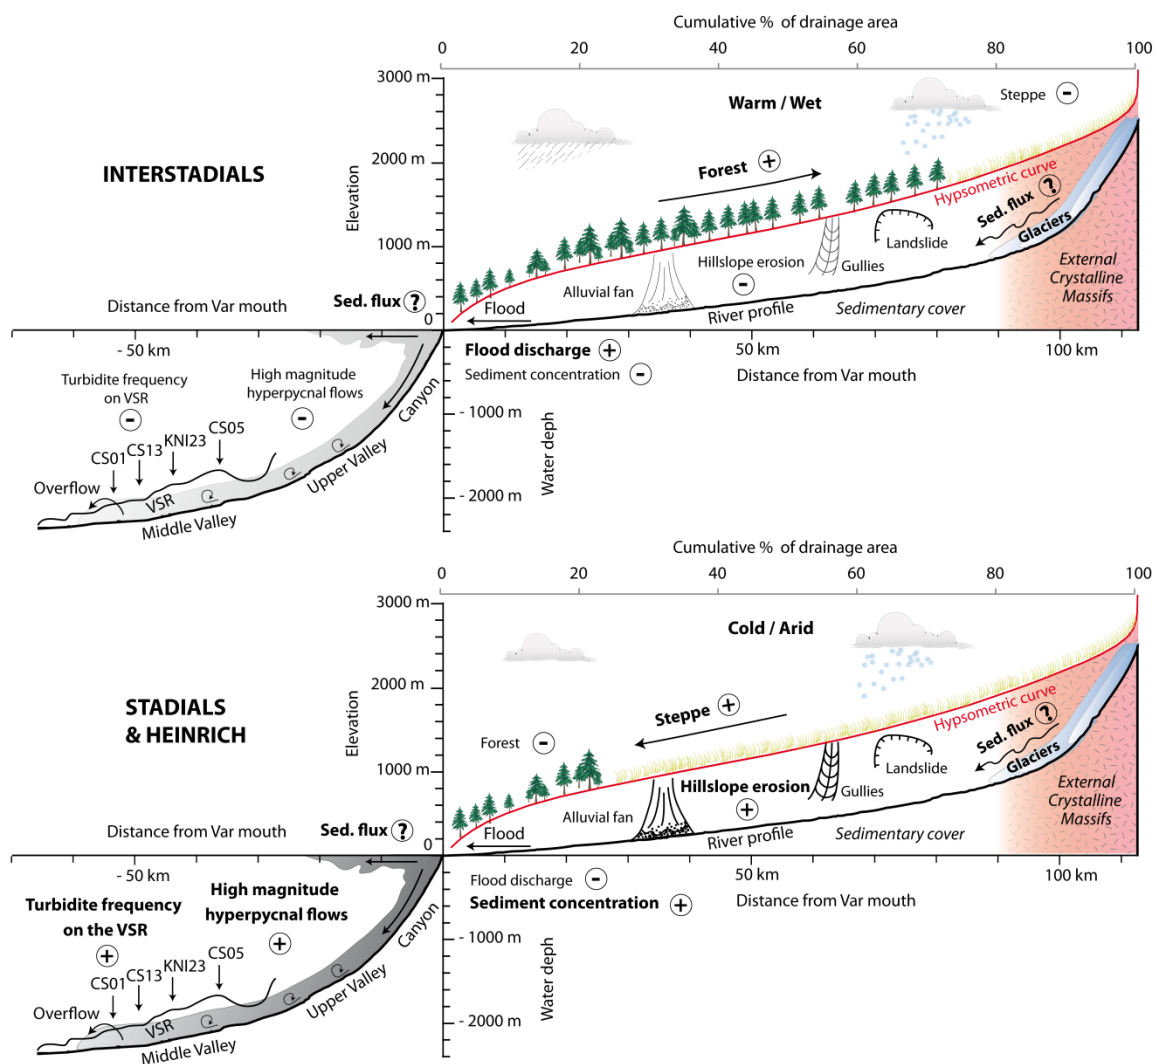 Cumulative % of drainage area
0 20 40 60 80 100
3000 m
Warm / Wet
Steppe -
INTERSTADIALS
Elevation
2000 m
Forest +
Hypsometric curve
Sed. flux ?
Glaciers
Landslide
1000 m
Hillslope erosion
-
Gullies
External
Crystalline
Massifs
Alluvial fan
Distance from Var mouth
Sed. flux ?
Flood
River profile
Sedimentary cover
0
- 50 km
50 km
100 km
Flood discharge +
Sediment concentration -
Distance from Var mouth
Turbidite frequency
on VSR
-
High magnitude
hyperpycnal flows
-
Canyon
- 1000 m
Water deph
CS01
CS13
KNI23
CS05
Upper Valley
Overflow
VSR
- 2000 m
Middle Valley
Cumulative % of drainage area
0 20 40 60 80 100
3000 m
Cold / Arid
STADIALS
& HEINRICH
Elevation
2000 m
Steppe +
Hypsometric curve
Forest -
Sed. flux ?
Glaciers
Landslide
1000 m
Hillslope erosion
+
Gullies
External
Crystalline
Massifs
Alluvial fan
Distance from Var mouth
Sed. flux ?
Flood
River profile
Sedimentary cover
0
- 50 km
50 km
100 km
Flood discharge -
Sediment concentration +
Distance from Var mouth
Turbidite frequency
on the VSR
+
High magnitude
hyperpycnal flows
+
Canyon
- 1000 m
Water deph
CS01
CS13
KNI23
CS05
Upper Valley
Overflow
VSR
- 2000 m
Middle Valley